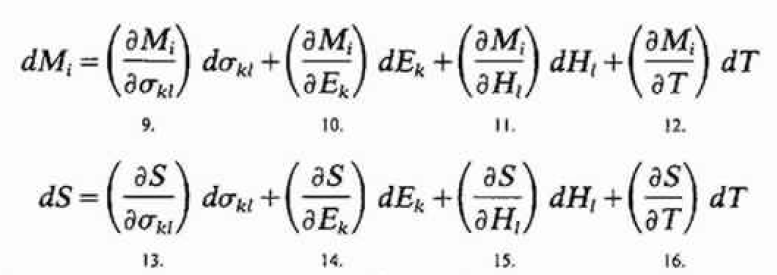 dMᵢ = (∂Mᵢ/∂σₖₗ) dσₖₗ + (∂Mᵢ/∂Eₖ) dEₖ + (∂Mᵢ/∂Hₗ) dHₗ + (∂Mᵢ/∂T) dT
9. 10. 11. 12.
dS = (∂S/∂σₖₗ) dσₖₗ + (∂S/∂Eₖ) dEₖ + (∂S/∂Hₗ) dHₗ + (∂S/∂T) dT
13. 14. 15. 16.